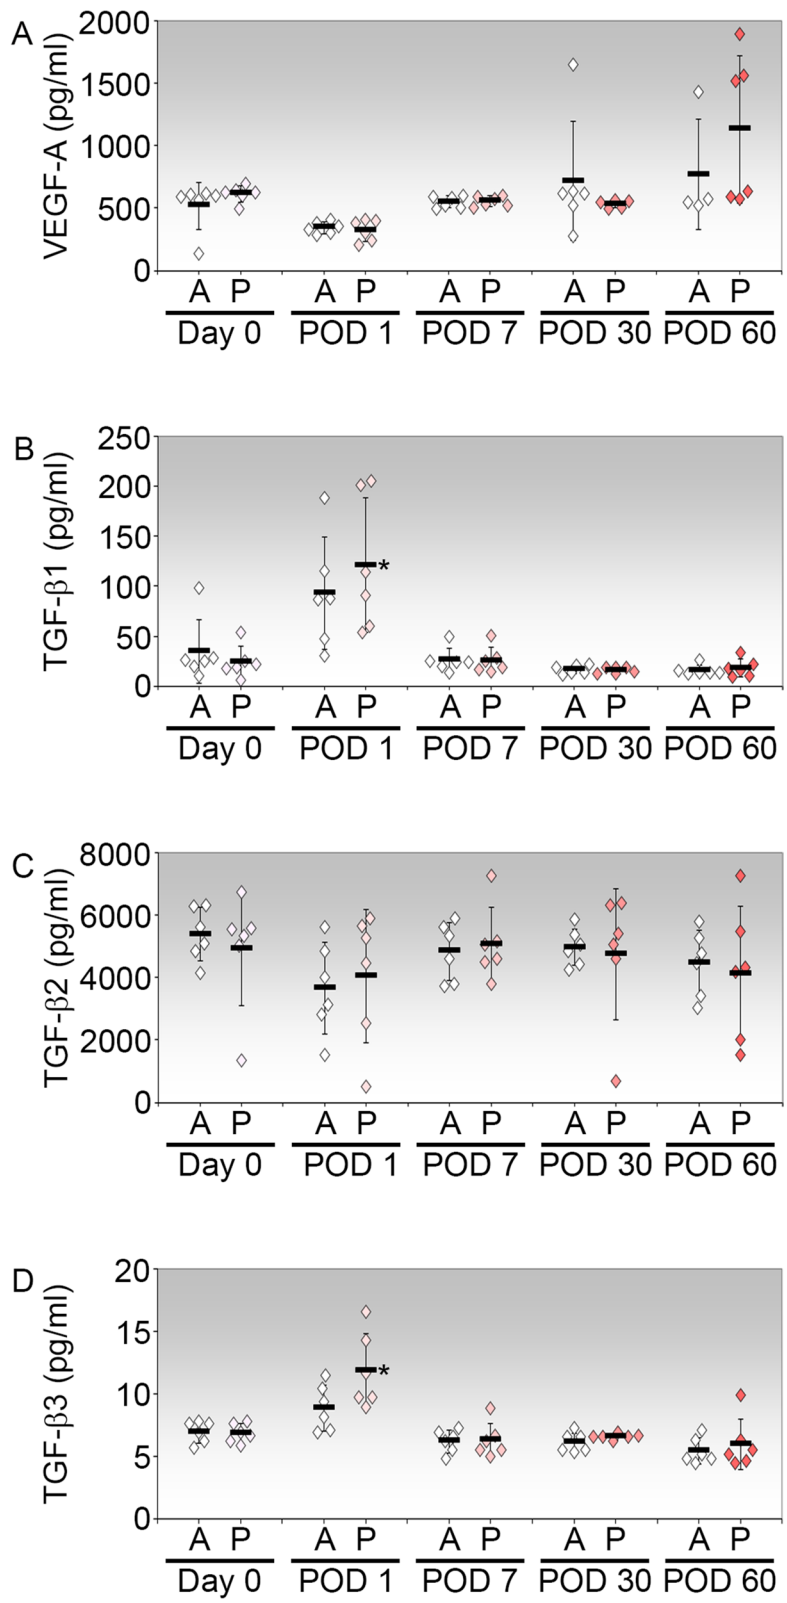 A
VEGF-A (pg/ml)
2000
1500
1000
500
0
A P A P A P A P A P
Day 0 POD 1 POD 7 POD 30 POD 60
B
TGF-β1 (pg/ml)
250
200
150
100
50
0
*
A P A P A P A P A P
Day 0 POD 1 POD 7 POD 30 POD 60
C
TGF-β2 (pg/ml)
8000
6000
4000
2000
0
A P A P A P A P A P
Day 0 POD 1 POD 7 POD 30 POD 60
D
TGF-β3 (pg/ml)
20
15
10
5
0
*
A P A P A P A P A P
Day 0 POD 1 POD 7 POD 30 POD 60